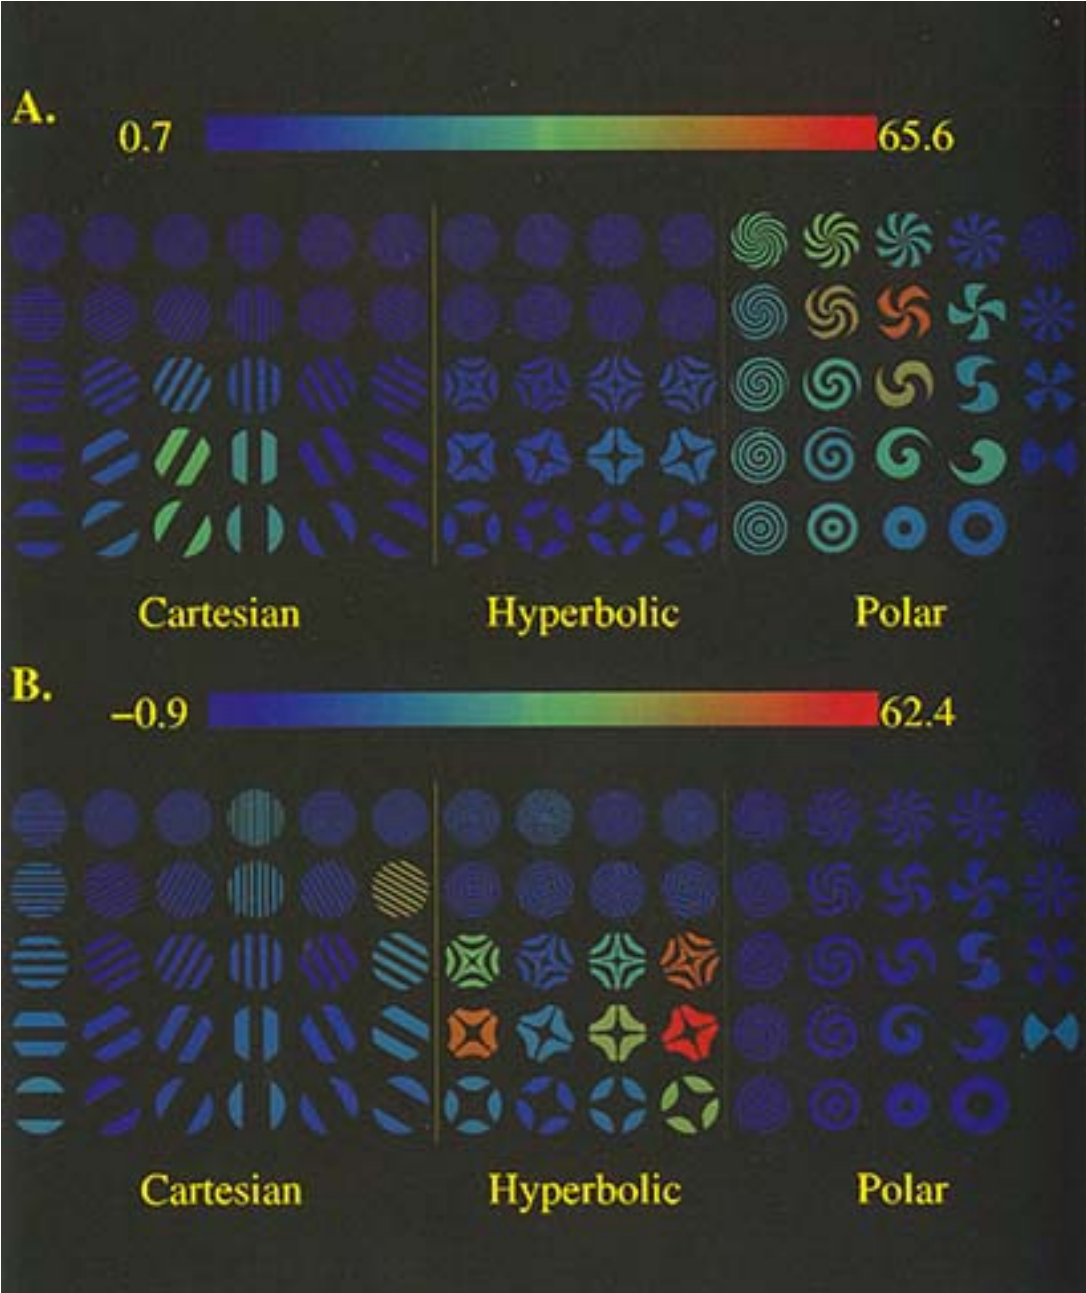 A.
0.7 65.6
Cartesian Hyperbolic Polar
B.
−0.9 62.4
Cartesian Hyperbolic Polar